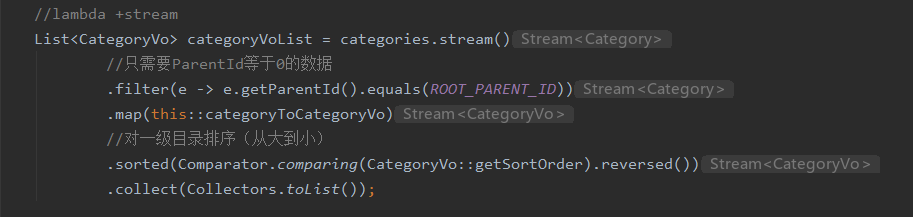 //lambda +stream
List<CategoryVo> categoryVoList = categories.stream() Stream<Category>
//只需要ParentId等于0的数据
.filter(e -> e.getParentId().equals(ROOT_PARENT_ID)) Stream<Category>
.map(this::categoryToCategoryVo) Stream<CategoryVo>
//对一级目录排序（从大到小）
.sorted(Comparator.comparing(CategoryVo::getSortOrder).reversed()) Stream<CategoryVo>
.collect(Collectors.toList());